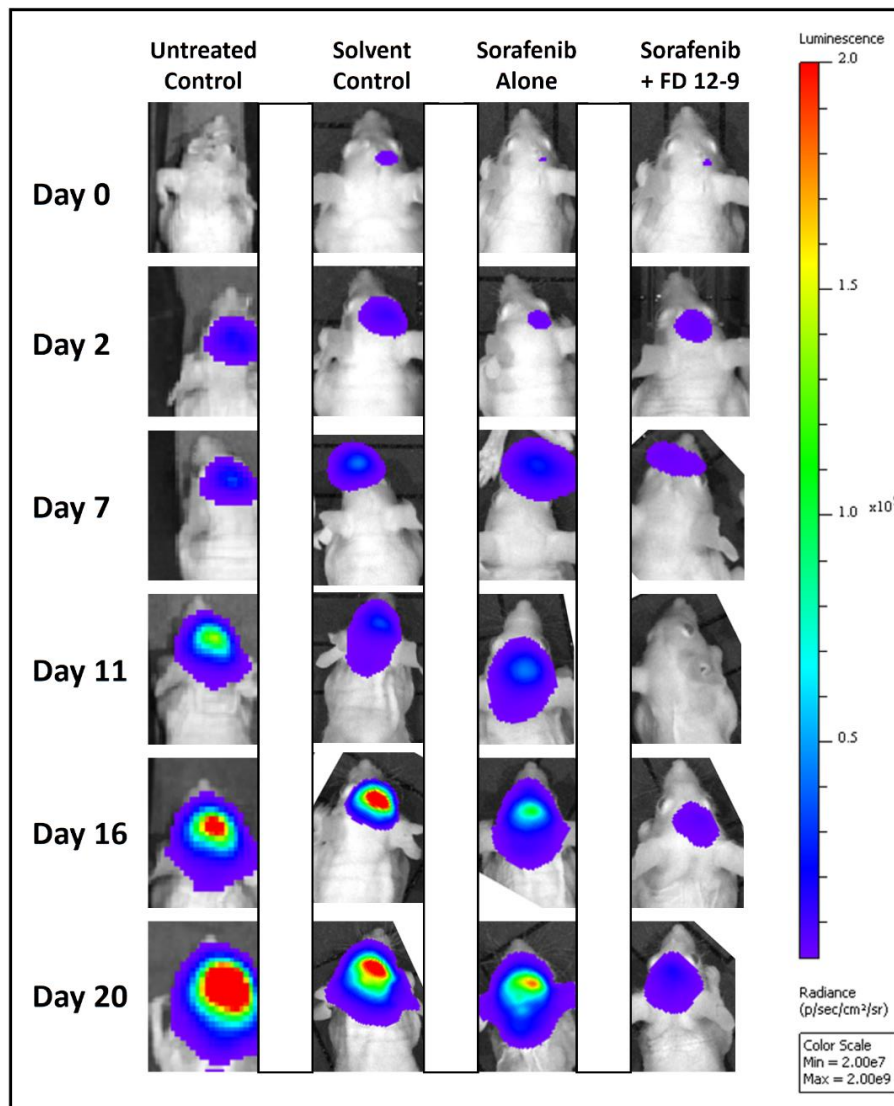 Untreated Control
Solvent Control
Sorafenib Alone
Sorafenib + FD 12-9
Day 0
Day 2
Day 7
Day 11
Day 16
Day 20
Luminescence
2.0
1.5
1.0
0.5
Radiance
(p/sec/cm²/sr)
Color Scale
Min = 2.00e7
Max = 2.00e9